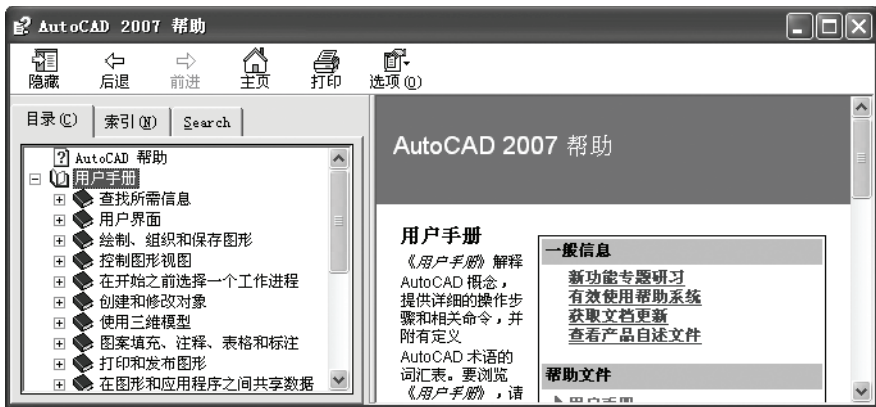 AutoCAD 2007 帮助
隐藏 后退 前进 主页 打印 选项(O)
目录(C) 索引(N) Search
AutoCAD 帮助
用户手册
查找所需信息
用户界面
绘制、组织和保存图形
控制图形视图
在开始之前选择一个工作进程
创建和修改对象
使用三维模型
图案填充、注释、表格和标注
打印和发布图形
在图形和应用程序之间共享数据
AutoCAD 2007 帮助
用户手册
《用户手册》解释
AutoCAD 概念，
提供详细的操作步
骤和相关命令，并
附有定义
AutoCAD 术语的
词汇表。要浏览
《用户手册》，请
一般信息
新功能专题研习
有效使用帮助系统
获取文档更新
查看产品自述文件
帮助文件
用户手册